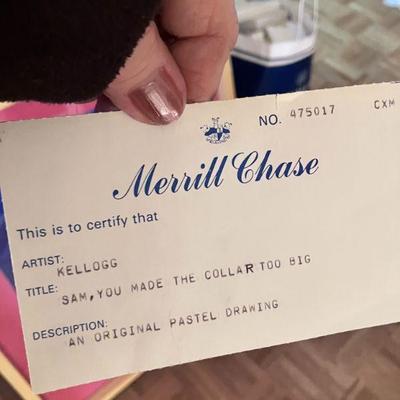 NO. 475017 CXM
Merrill Chase
This is to certify that
ARTIST: KELLOGG
TITLE: SAM, YOU MADE THE COLLAR TOO BIG
DESCRIPTION: AN ORIGINAL PASTEL DRAWING